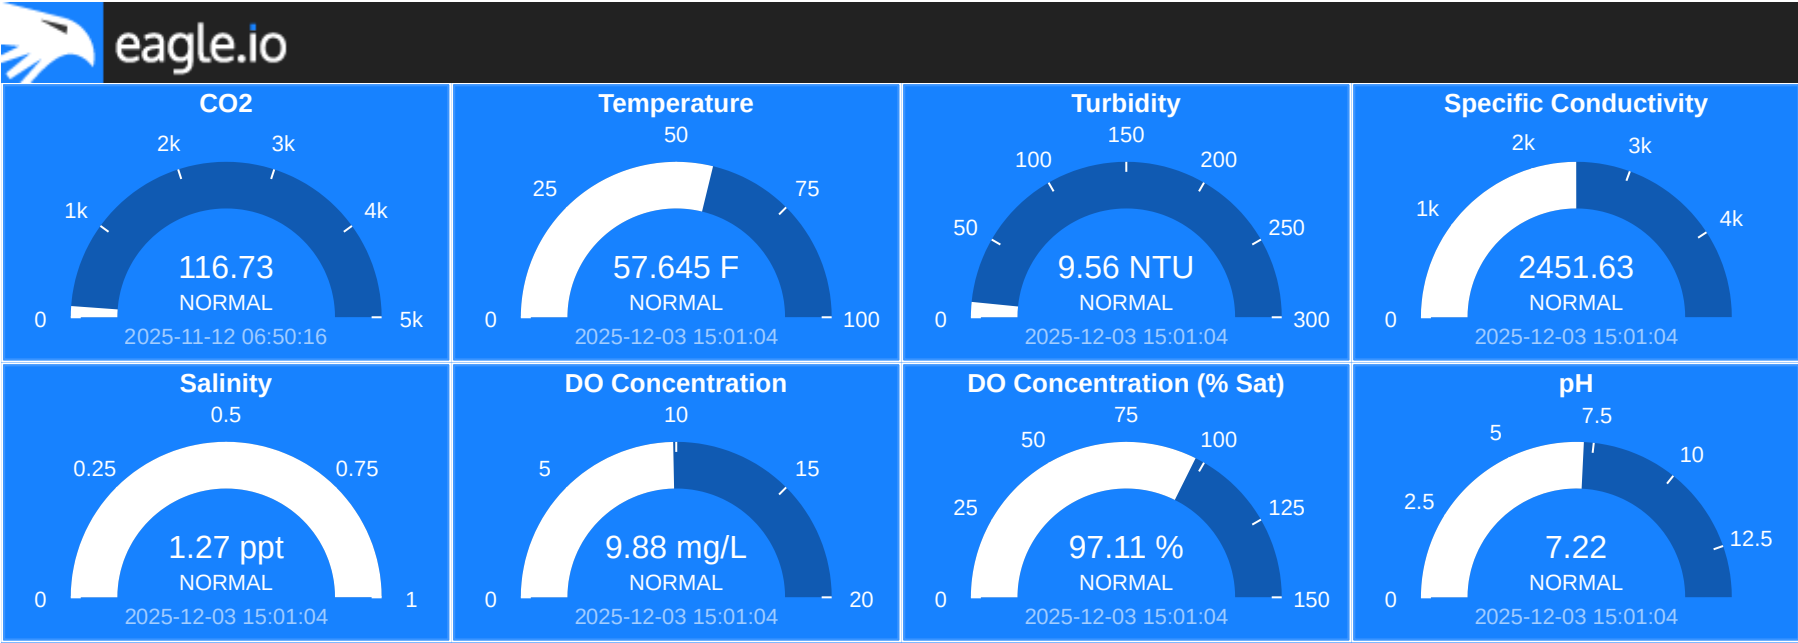 eagle.io
CO2
0
1k
2k
3k
4k
5k
116.73
NORMAL
2025-11-12 06:50:16
Temperature
0
25
50
75
100
57.645 F
NORMAL
2025-12-03 15:01:04
Turbidity
0
50
100
150
200
250
300
9.56 NTU
NORMAL
2025-12-03 15:01:04
Specific Conductivity
0
1k
2k
3k
4k
2451.63
NORMAL
2025-12-03 15:01:04
Salinity
0
0.25
0.5
0.75
1
1.27 ppt
NORMAL
2025-12-03 15:01:04
DO Concentration
0
5
10
15
20
9.88 mg/L
NORMAL
2025-12-03 15:01:04
DO Concentration (% Sat)
0
25
50
75
100
125
150
97.11 %
NORMAL
2025-12-03 15:01:04
pH
0
2.5
5
7.5
10
12.5
7.22
NORMAL
2025-12-03 15:01:04